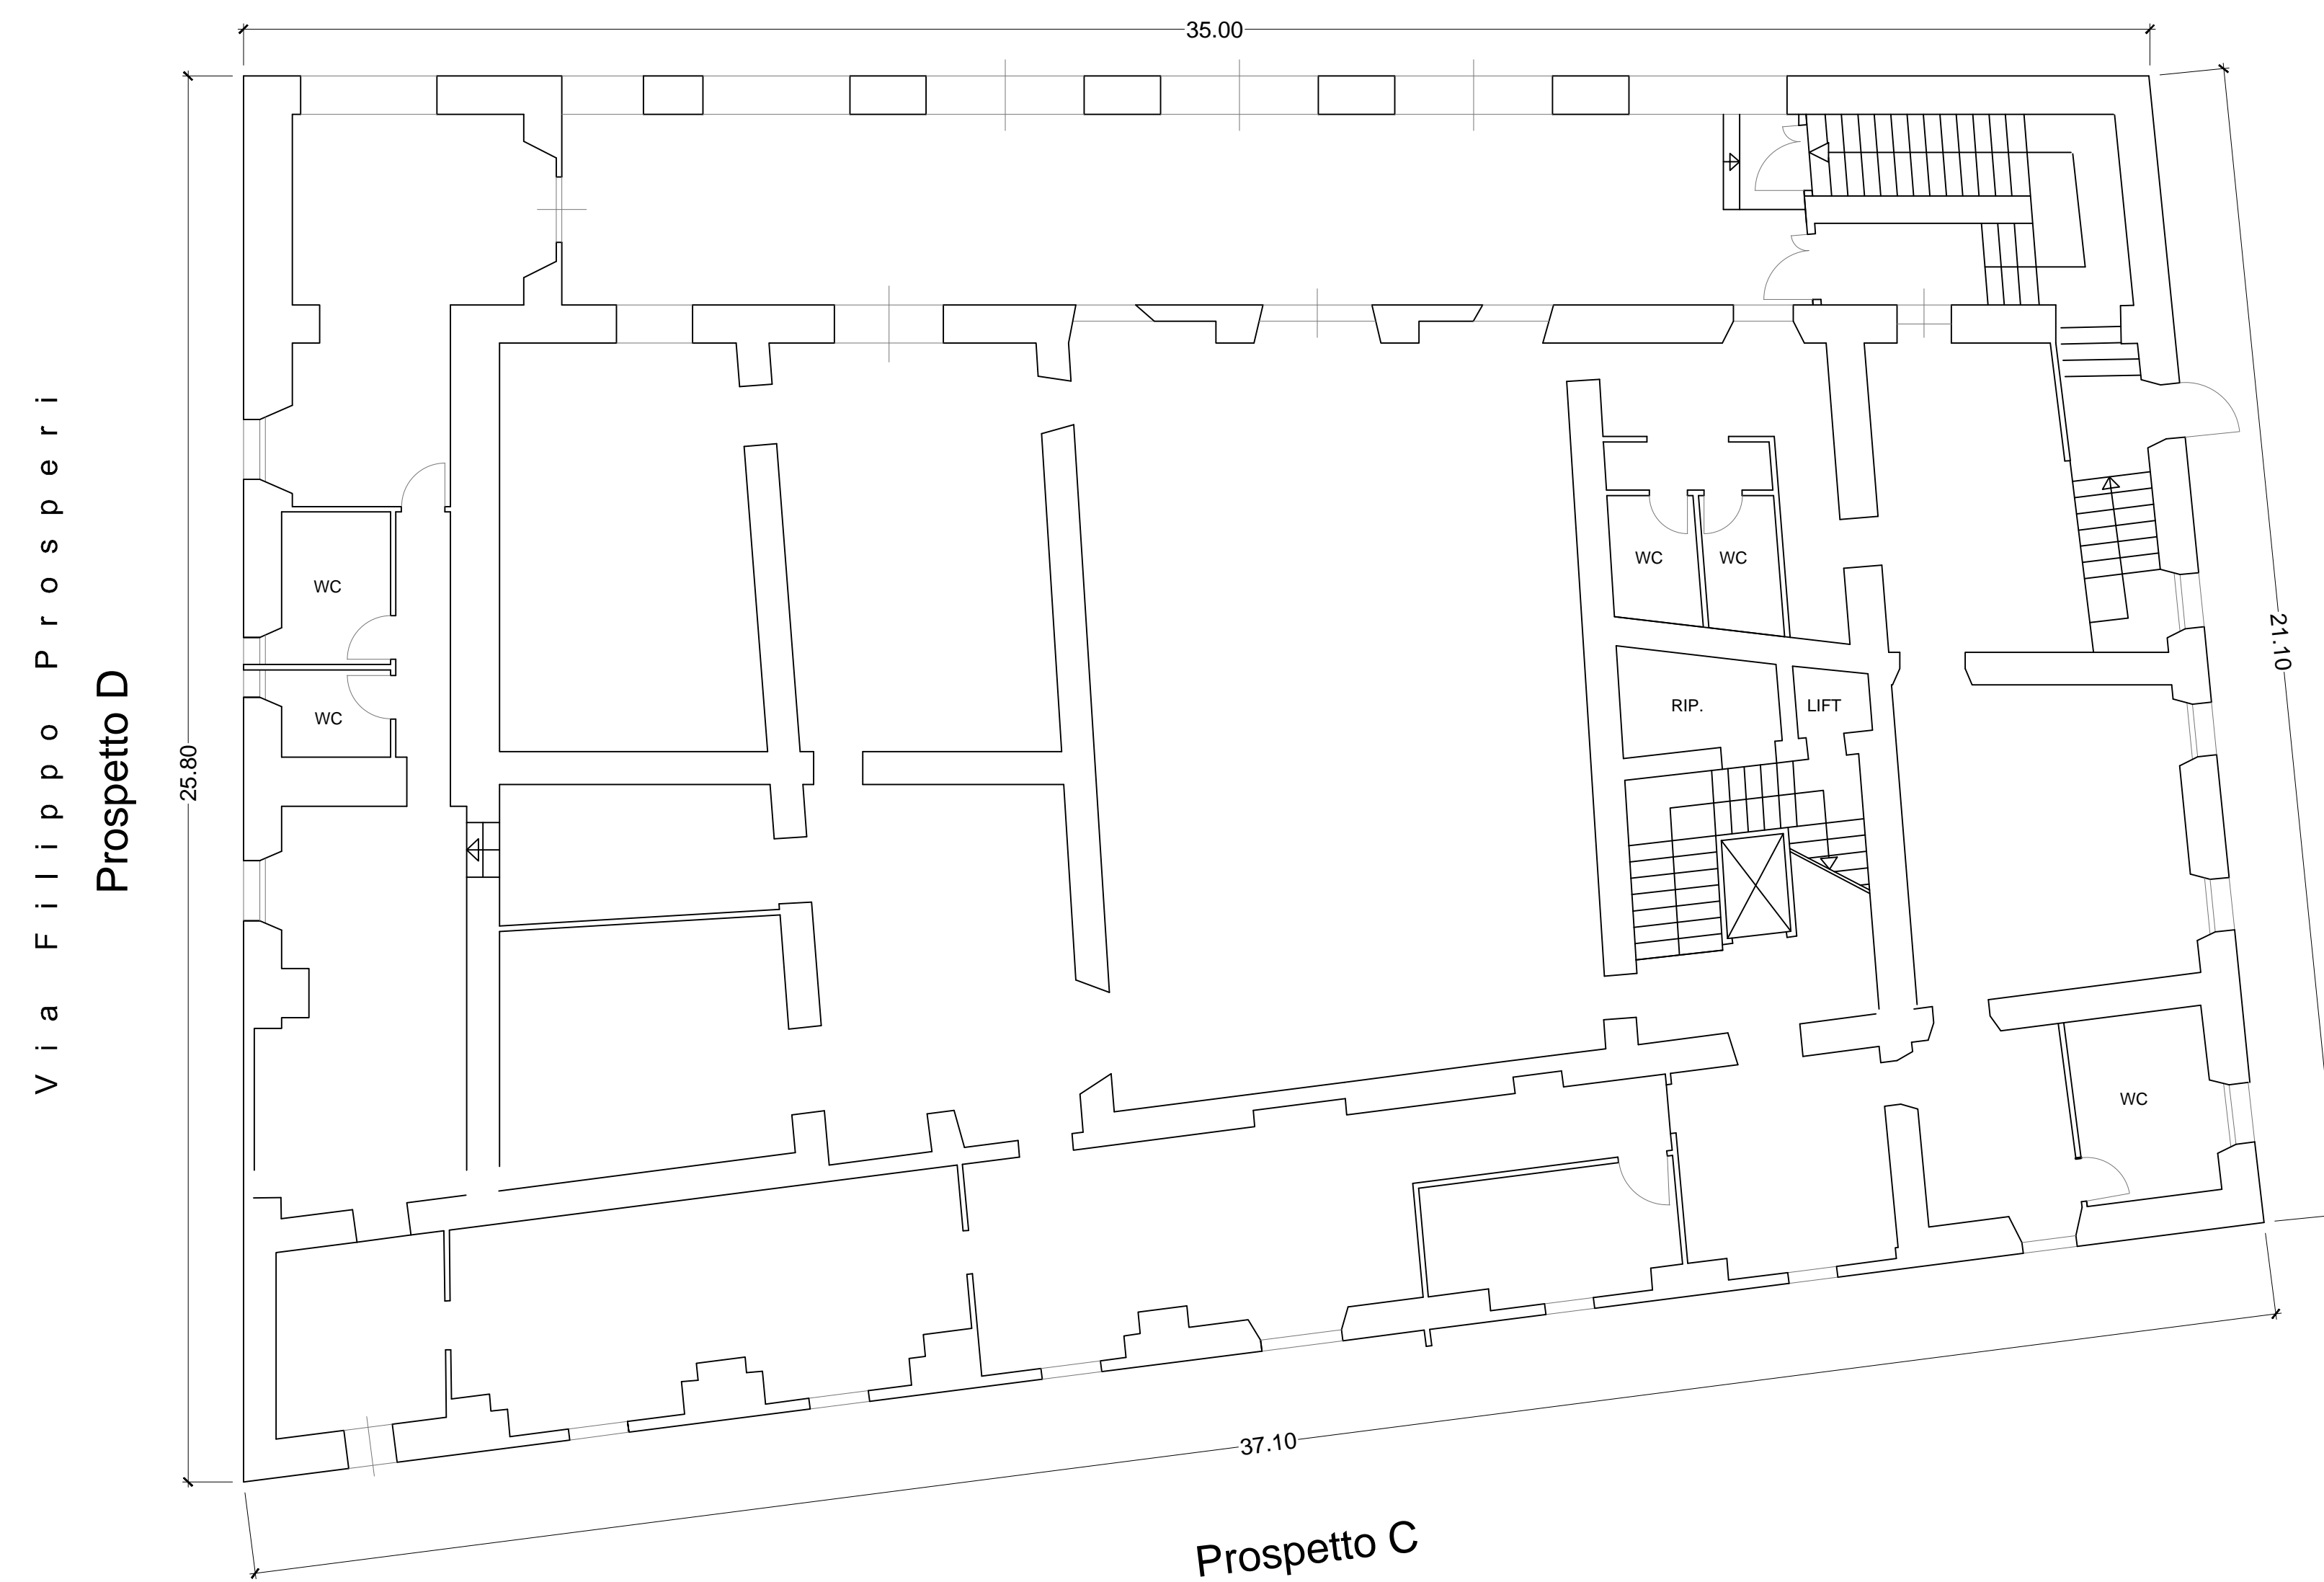 35.00
Via Filippo Prosperi
Prospetto D
25.80
WC
WC
WC
WC
RIP.
LIFT
21.10
WC
37.10
Prospetto C